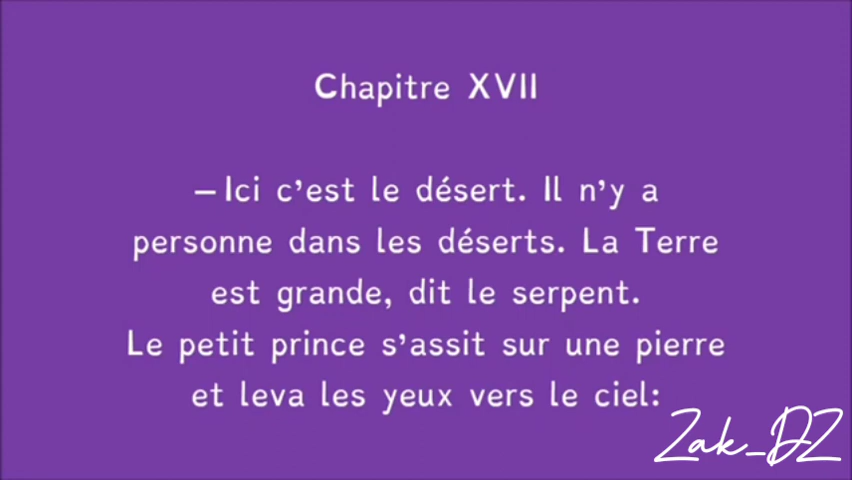 Chapitre XVII
– Ici c’est le désert. Il n’y a
personne dans les déserts. La Terre
est grande, dit le serpent.
Le petit prince s’assit sur une pierre
et leva les yeux vers le ciel:
Zak_DZ